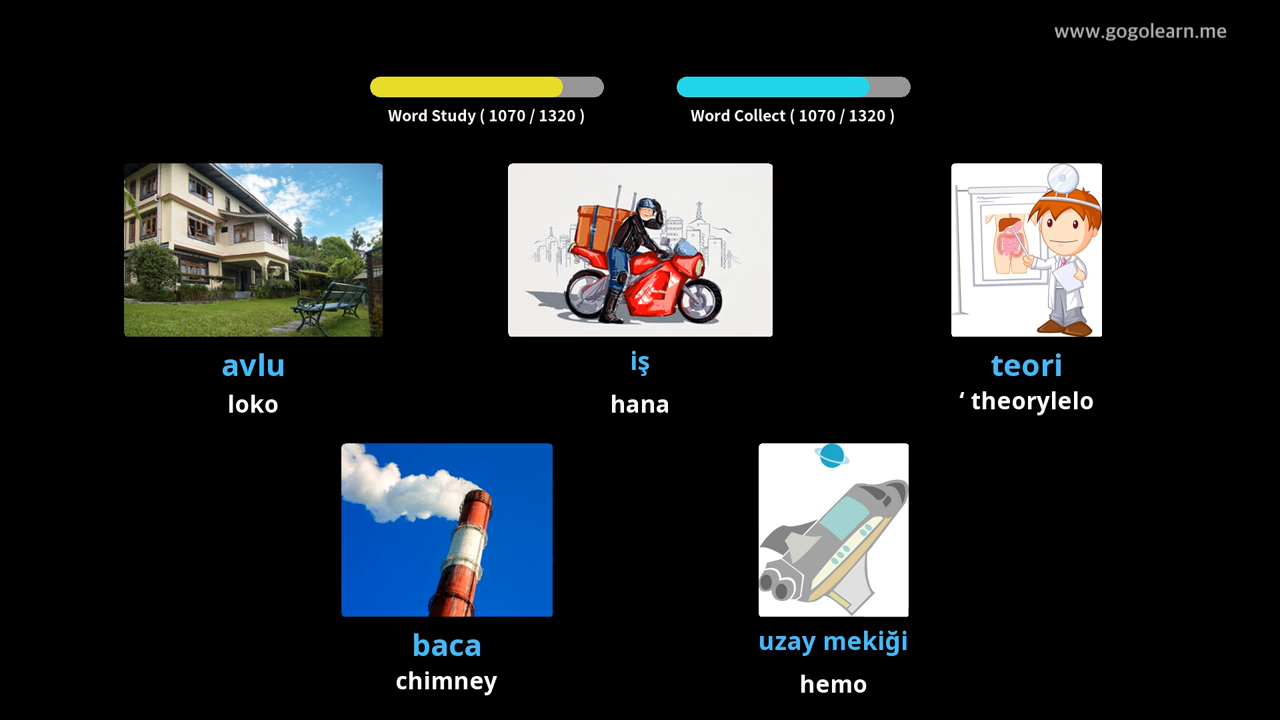 www.gogolearn.me
Word Study ( 1070 / 1320 )
Word Collect ( 1070 / 1320 )
avlu
loko
iş
hana
teori
‘ theorylelo
baca
chimney
uzay mekiği
hemo